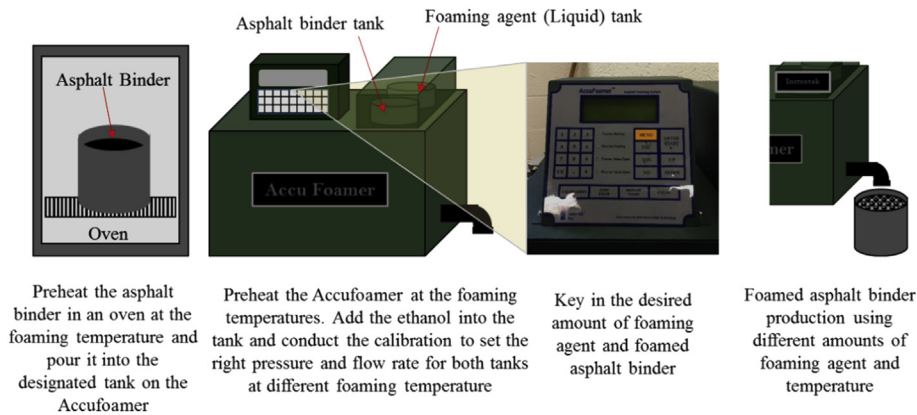 Asphalt binder tank
Foaming agent (Liquid) tank
Asphalt Binder
Oven
Accu Foamer
AccuFoamer
MENU
Instrotek
mer
Preheat the asphalt
binder in an oven at the
foaming temperature and
pour it into the
designated tank on the
Accufoamer
Preheat the Accufoamer at the foaming
temperatures. Add the ethanol into the
tank and conduct the calibration to set the
right pressure and flow rate for both tanks
at different foaming temperature
Key in the desired
amount of foaming
agent and foamed
asphalt binder
Foamed asphalt binder
production using
different amounts of
foaming agent and
temperature